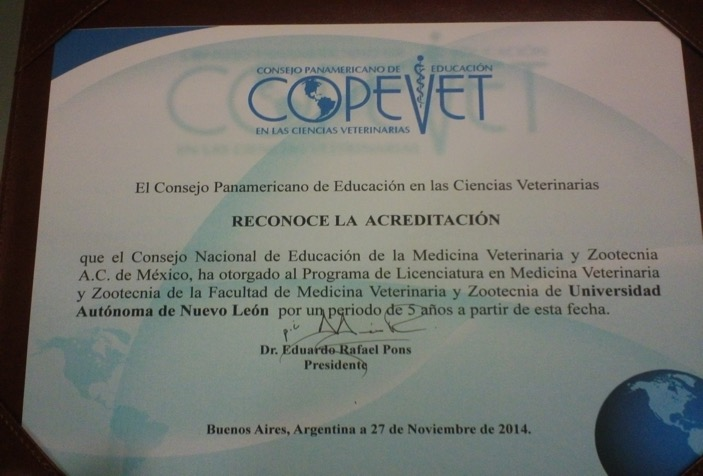 CONSEJO PANAMERICANO DE EDUCACIÓN
COPEVET
EN LAS CIENCIAS VETERINARIAS
El Consejo Panamericano de Educación en las Ciencias Veterinarias
RECONOCE LA ACREDITACIÓN
que el Consejo Nacional de Educación de la Medicina Veterinaria y Zootecnia
A.C. de México, ha otorgado al Programa de Licenciatura en Medicina Veterinaria
y Zootecnia de la Facultad de Medicina Veterinaria y Zootecnia de Universidad
Autónoma de Nuevo León por un periodo de 5 años a partir de esta fecha.
Dr. Eduardo Rafael Pons
Presidente
Buenos Aires, Argentina a 27 de Noviembre de 2014.